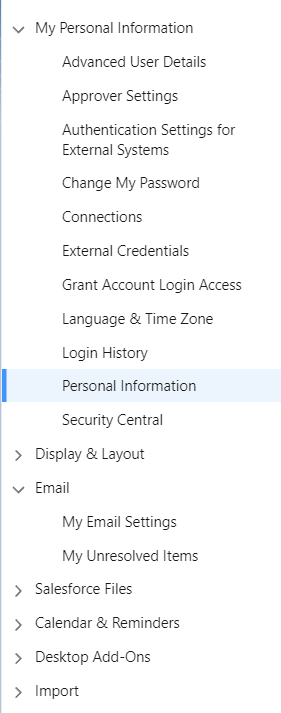 My Personal Information
Advanced User Details
Approver Settings
Authentication Settings for
External Systems
Change My Password
Connections
External Credentials
Grant Account Login Access
Language & Time Zone
Login History
Personal Information
Security Central
Display & Layout
Email
My Email Settings
My Unresolved Items
Salesforce Files
Calendar & Reminders
Desktop Add-Ons
Import